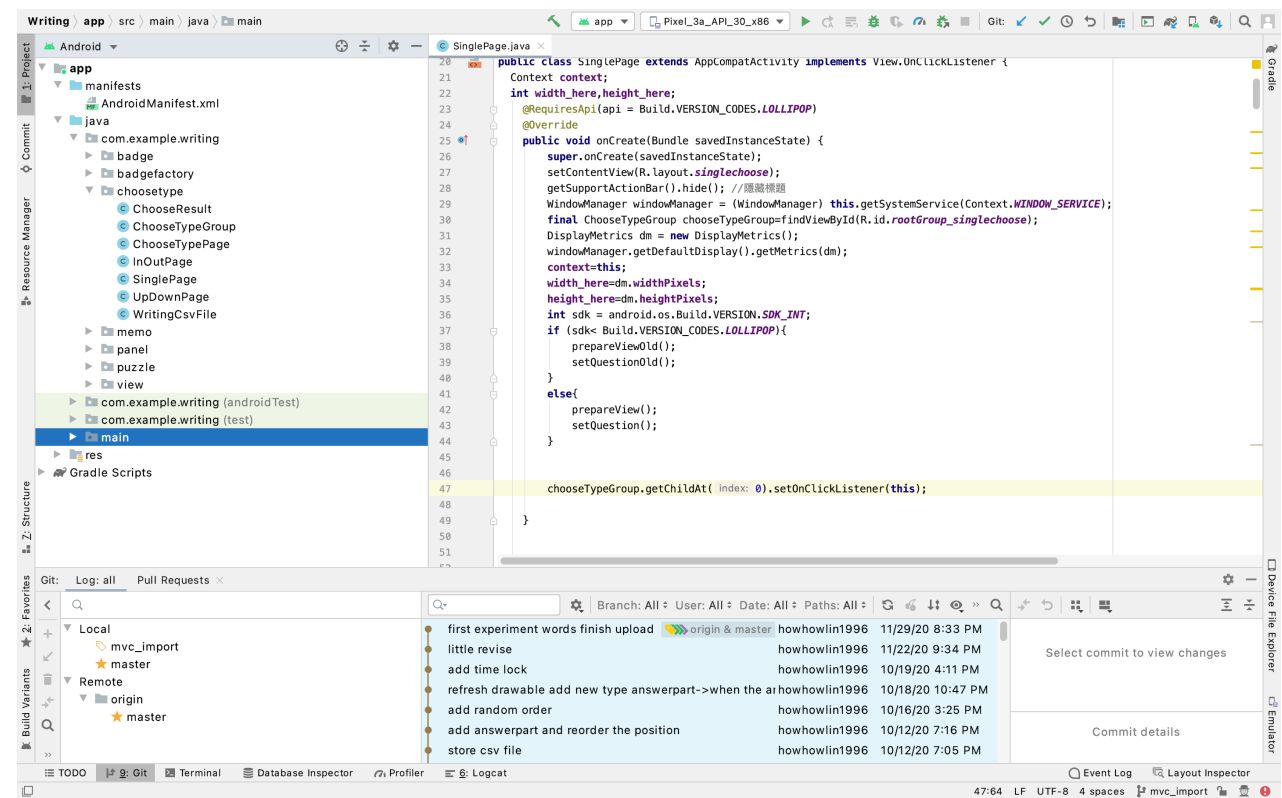 Writing app src main java main
app Pixel_3a_API_30_x86 Git:
1: Project
Commit
Resource Manager
Z: Structure
2: Favorites
Build Variants
Android
app
manifests
AndroidManifest.xml
java
com.example.writing
badge
badgefactory
choosetype
ChooseResult
ChooseTypeGroup
ChooseTypePage
InOutPage
SinglePage
UpDownPage
WritingCsvFile
memo
panel
puzzle
view
com.example.writing (androidTest)
com.example.writing (test)
main
res
Gradle Scripts
SinglePage.java
20 public class SinglePage extends AppCompatActivity implements View.OnClickListener {
21 Context context;
22 int width_here,height_here;
23 @RequiresApi(api = Build.VERSION_CODES.LOLLIPOP)
24 @Override
25 public void onCreate(Bundle savedInstanceState) {
26 super.onCreate(savedInstanceState);
27 setContentView(R.layout.singlechoose);
28 getSupportActionBar().hide(); //隱藏標題
29 WindowManager windowManager = (WindowManager) this.getSystemService(Context.WINDOW_SERVICE);
30 final ChooseTypeGroup chooseTypeGroup=findViewById(R.id.rootGroup_singlechoose);
31 DisplayMetrics dm = new DisplayMetrics();
32 windowManager.getDefaultDisplay().getMetrics(dm);
33 context=this;
34 width_here=dm.widthPixels;
35 height_here=dm.heightPixels;
36 int sdk = android.os.Build.VERSION.SDK_INT;
37 if (sdk< Build.VERSION_CODES.LOLLIPOP){
38 prepareViewOld();
39 setQuestionOld();
40 }
41 else{
42 prepareView();
43 setQuestion();
44 }
45
46
47 chooseTypeGroup.getChildAt( index: 0).setOnClickListener(this);
48
49 }
50
51
Gradle
Device File Explorer
Emulator
Git: Log: all Pull Requests
Branch: All User: All Date: All Paths: All
Local
mvc_import
master
Remote
origin
master
first experiment words finish upload origin & master howhowlin1996 11/29/20 8:33 PM
little revise howhowlin1996 11/22/20 9:34 PM
add time lock howhowlin1996 10/19/20 4:11 PM
refresh drawable add new type answerpart->when the ar howhowlin1996 10/18/20 10:47 PM
add random order howhowlin1996 10/16/20 3:25 PM
add answerpart and reorder the position howhowlin1996 10/12/20 7:16 PM
store csv file howhowlin1996 10/12/20 7:05 PM
Select commit to view changes
Commit details
TODO 9: Git Terminal Database Inspector Profiler 6: Logcat Event Log Layout Inspector
47:64 LF UTF-8 4 spaces mvc_import